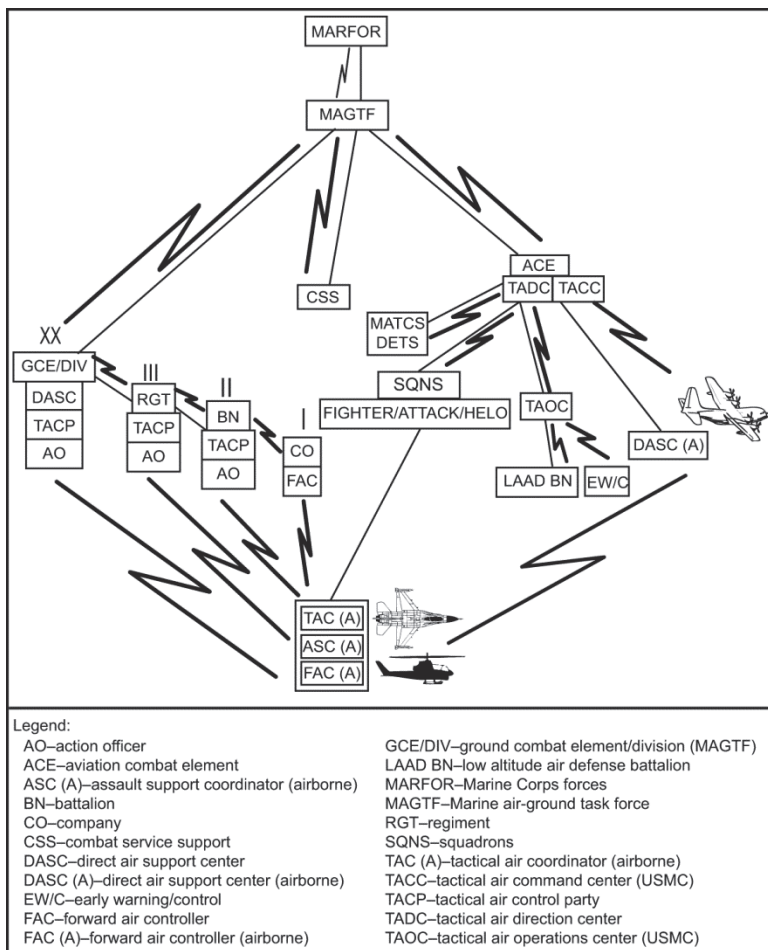 MARFOR
MAGTF
ACE
TADC TACC
CSS
MATCS
DETS
XX
GCE/DIV
DASC
TACP
AO
III
RGT
TACP
AO
II
BN
TACP
AO
I
CO
FAC
SQNS
FIGHTER/ATTACK/HELO
TAOC
LAAD BN
EW/C
DASC (A)
TAC (A)
ASC (A)
FAC (A)
Legend:
AO–action officer
ACE–aviation combat element
ASC (A)–assault support coordinator (airborne)
BN–battalion
CO–company
CSS–combat service support
DASC–direct air support center
DASC (A)–direct air support center (airborne)
EW/C–early warning/control
FAC–forward air controller
FAC (A)–forward air controller (airborne)
GCE/DIV–ground combat element/division (MAGTF)
LAAD BN–low altitude air defense battalion
MARFOR–Marine Corps forces
MAGTF–Marine air-ground task force
RGT–regiment
SQNS–squadrons
TAC (A)–tactical air coordinator (airborne)
TACC–tactical air command center (USMC)
TACP–tactical air control party
TADC–tactical air direction center
TAOC–tactical air operations center (USMC)